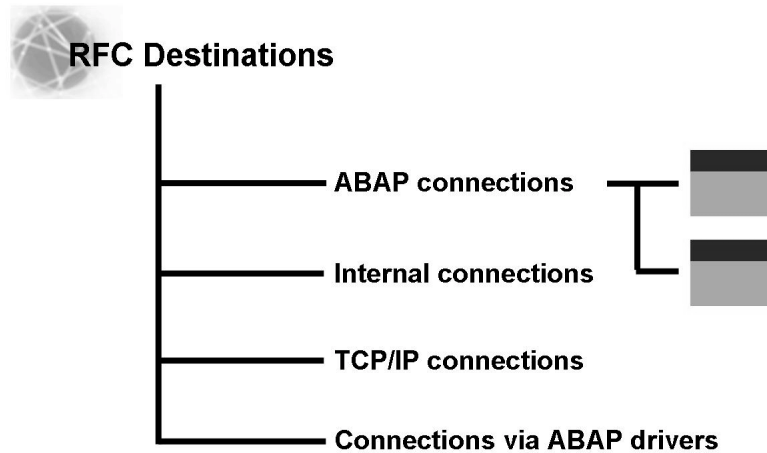 RFC Destinations
ABAP connections
Internal connections
TCP/IP connections
Connections via ABAP drivers